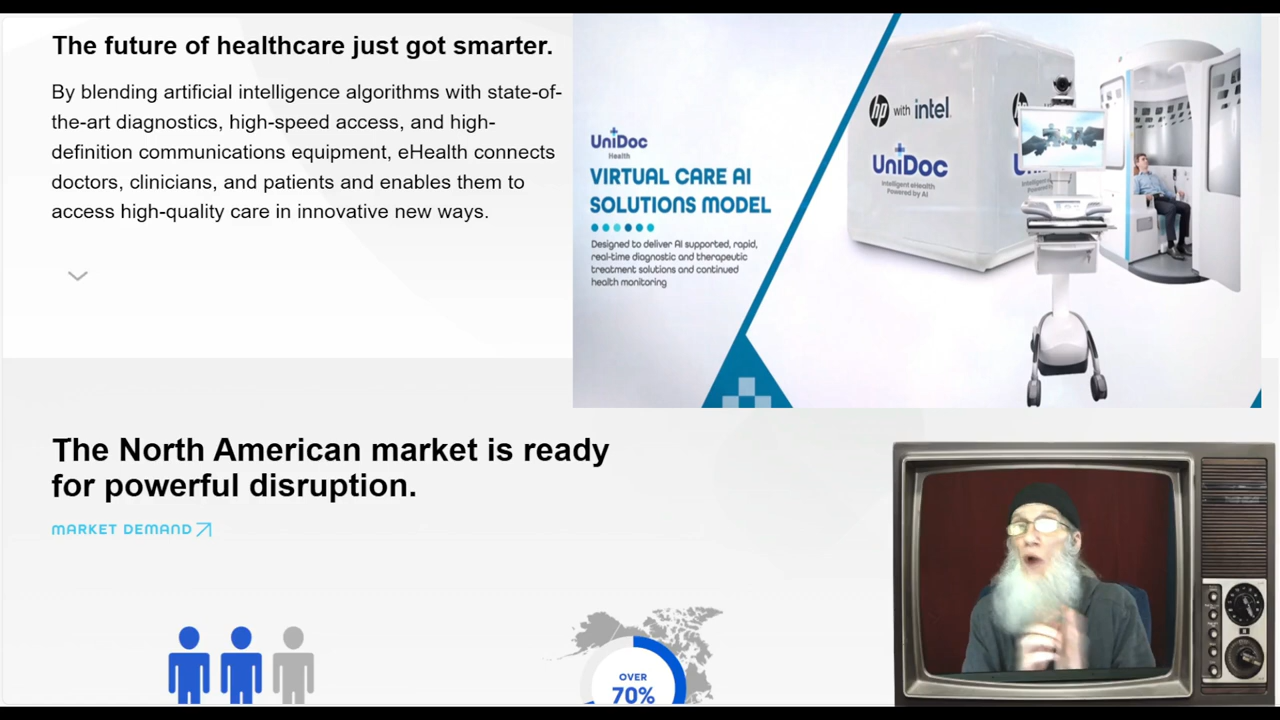 The future of healthcare just got smarter.
By blending artificial intelligence algorithms with state-of-
the-art diagnostics, high-speed access, and high-
definition communications equipment, eHealth connects
doctors, clinicians, and patients and enables them to
access high-quality care in innovative new ways.
UniDoc
Health
VIRTUAL CARE AI
SOLUTIONS MODEL
Designed to deliver AI supported, rapid,
real-time diagnostic and therapeutic
treatment solutions and continued
health monitoring
hp with intel
UniDoc
Intelligent eHealth
Powered by AI
hp
The North American market is ready
for powerful disruption.
MARKET DEMAND
OVER
70%